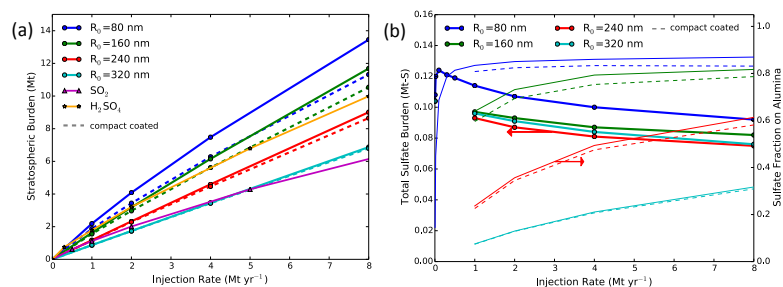 (a)
R₀=80 nm
R₀=160 nm
R₀=240 nm
R₀=320 nm
SO₂
H₂SO₄
compact coated
Stratospheric Burden (Mt)
14
12
10
8
6
4
2
0
0 1 2 3 4 5 6 7 8
Injection Rate (Mt yr⁻¹)
(b)
R₀=80 nm
R₀=160 nm
R₀=240 nm
R₀=320 nm
compact coated
Total Sulfate Burden (Mt-S)
0.16
0.14
0.12
0.10
0.08
0.06
0.04
0.02
0.00
0 1 2 3 4 5 6 7 8
Injection Rate (Mt yr⁻¹)
1.0
0.8
0.6
0.4
0.2
0.0
Sulfate Fraction on Alumina